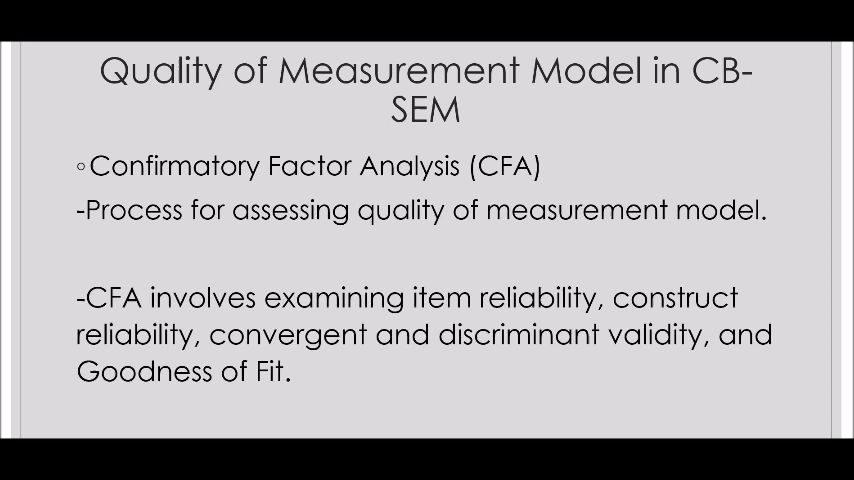 Quality of Measurement Model in CB-
SEM
◦Confirmatory Factor Analysis (CFA)
-Process for assessing quality of measurement model.
-CFA involves examining item reliability, construct
reliability, convergent and discriminant validity, and
Goodness of Fit.